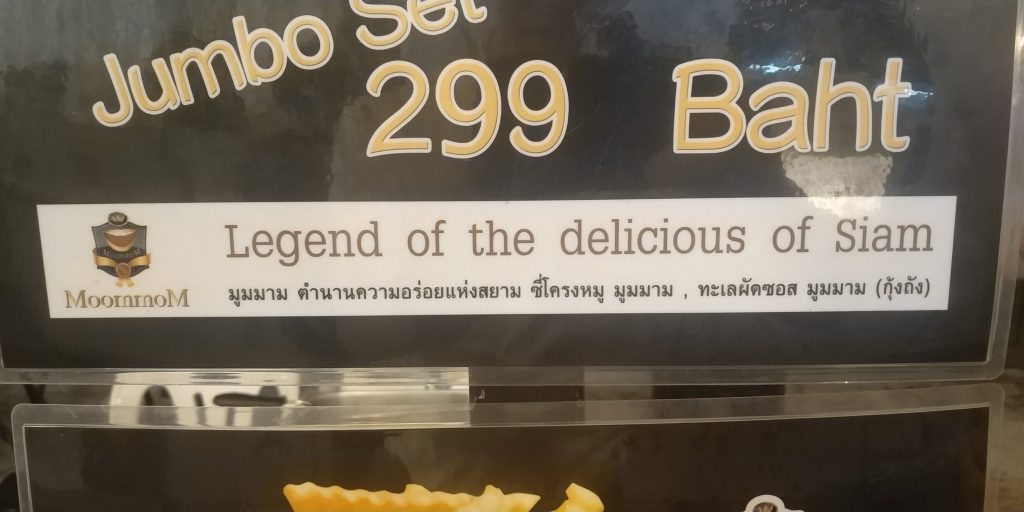 Jumbo Set
299 Baht
Legend of the delicious of Siam
MoommoM
มูมมาม ตำนานความอร่อยแห่งสยาม ซี่โครงหมู มูมมาม , ทะเลผัดซอส มูมมาม (กุ้งถัง)